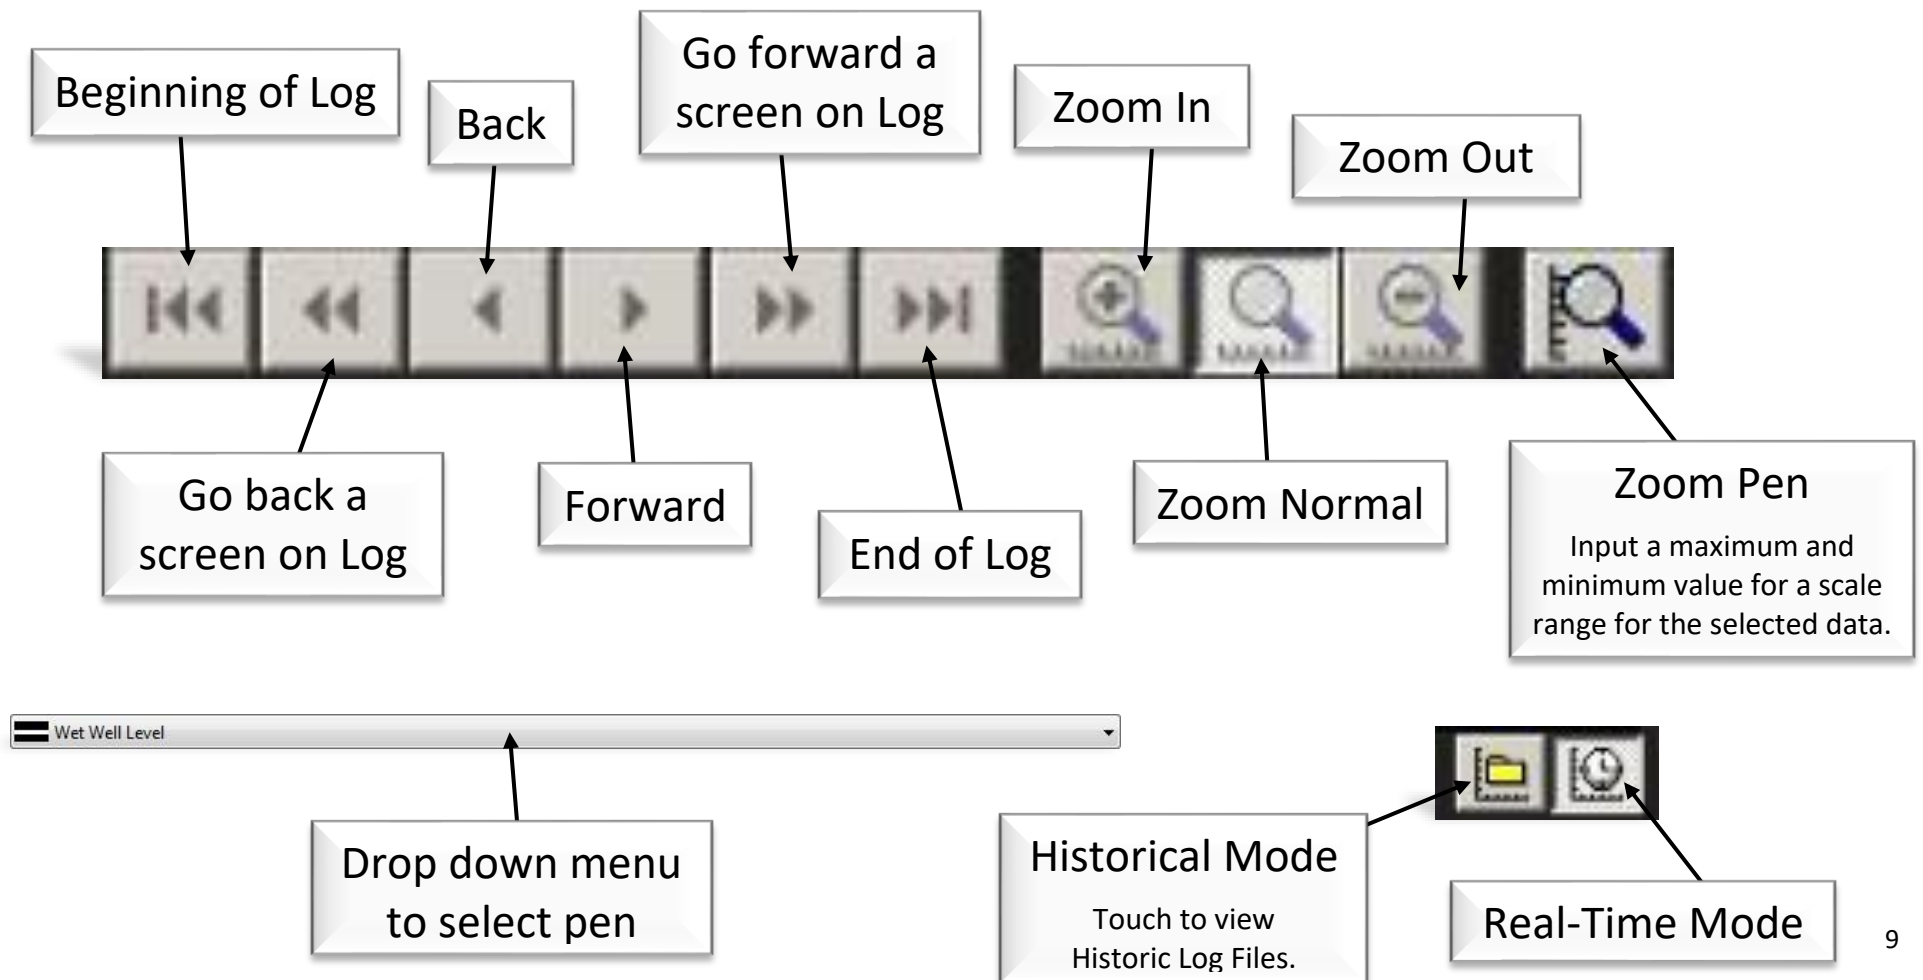 Beginning of Log
Back
Go forward a
screen on Log
Zoom In
Zoom Out
Go back a
screen on Log
Forward
End of Log
Zoom Normal
Zoom Pen
Input a maximum and
minimum value for a scale
range for the selected data.
Wet Well Level
Drop down menu
to select pen
Historical Mode
Touch to view
Historic Log Files.
Real-Time Mode
9